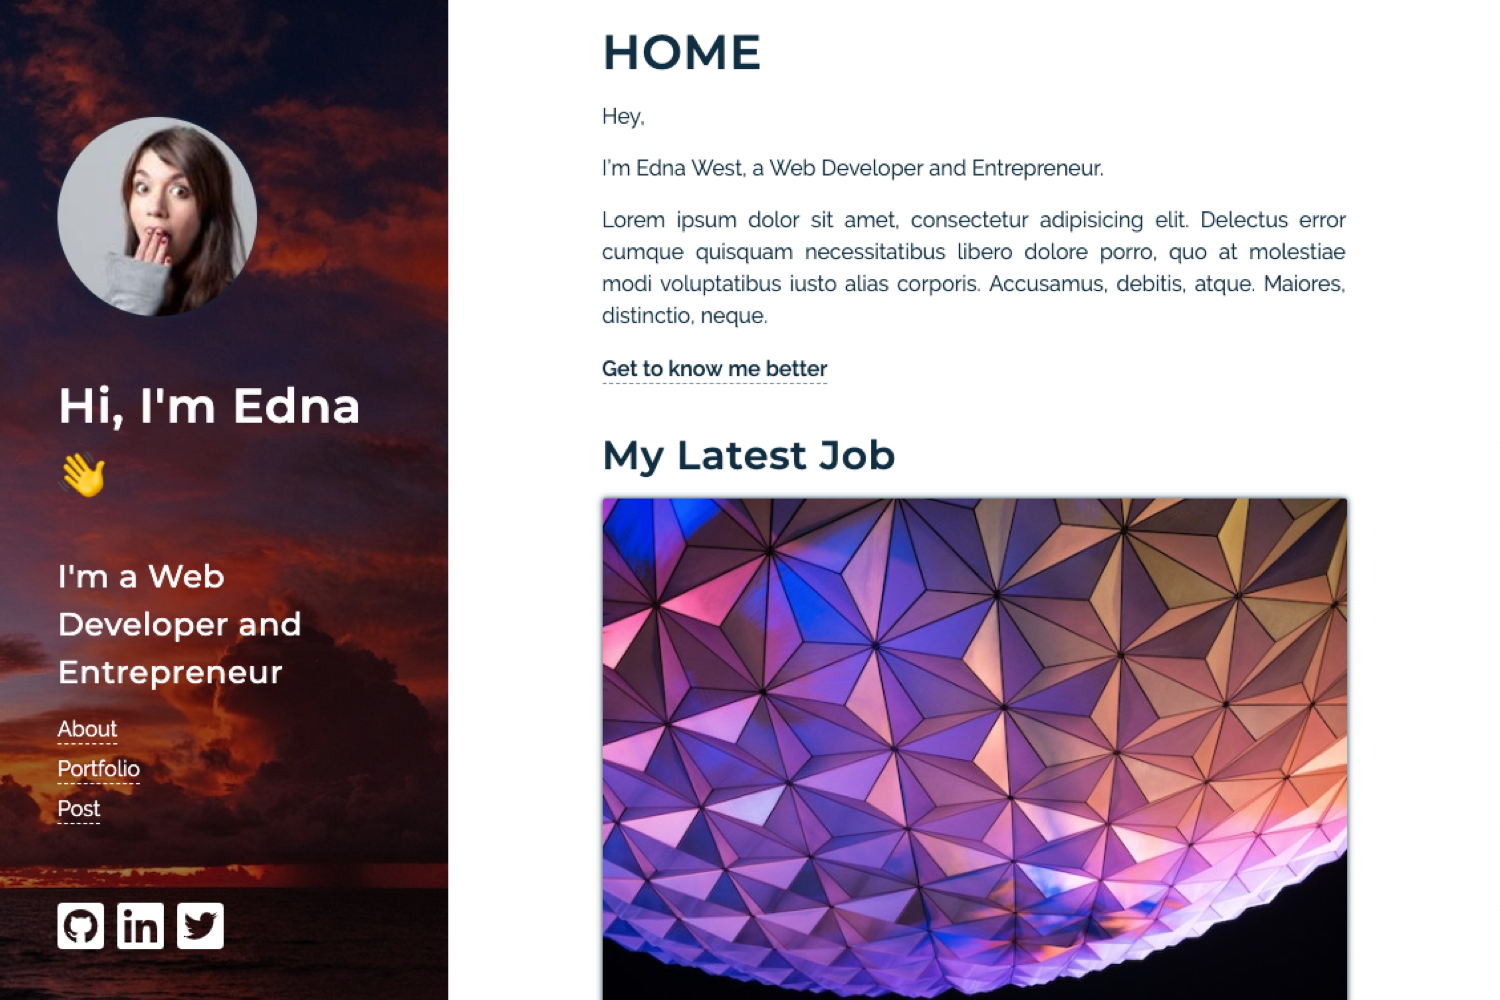 Hi, I'm Edna
👋
I'm a Web
Developer and
Entrepreneur
About
Portfolio
Post
in
HOME
Hey,
I'm Edna West, a Web Developer and Entrepreneur.
Lorem ipsum dolor sit amet, consectetur adipisicing elit. Delectus error
cumque quisquam necessitatibus libero dolore porro, quo at molestiae
modi voluptatibus iusto alias corporis. Accusamus, debitis, atque. Maiores,
distinctio, neque.
Get to know me better
My Latest Job